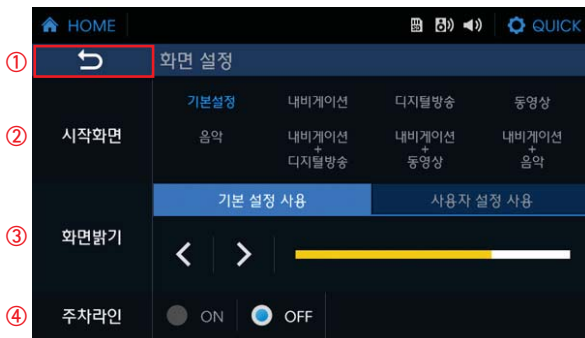 HOME QUICK
① 화면 설정
기본설정 내비게이션 디지털방송 동영상
② 시작화면
음악 내비게이션 + 디지털방송 내비게이션 + 동영상 내비게이션 + 음악
기본 설정 사용 사용자 설정 사용
③ 화면밝기
④ 주차라인 ON OFF